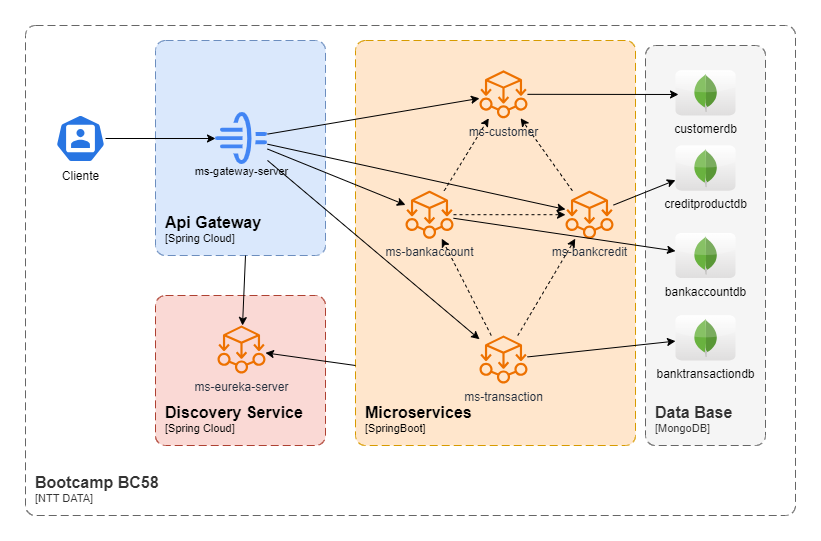 Cliente
ms-gateway-server
Api Gateway
[Spring Cloud]
ms-eureka-server
Discovery Service
[Spring Cloud]
ms-customer
ms-bankaccount
ms-bankcredit
ms-transaction
Microservices
[SpringBoot]
customerdb
creditproductdb
bankaccountdb
banktransactiondb
Data Base
[MongoDB]
Bootcamp BC58
[NTT DATA]